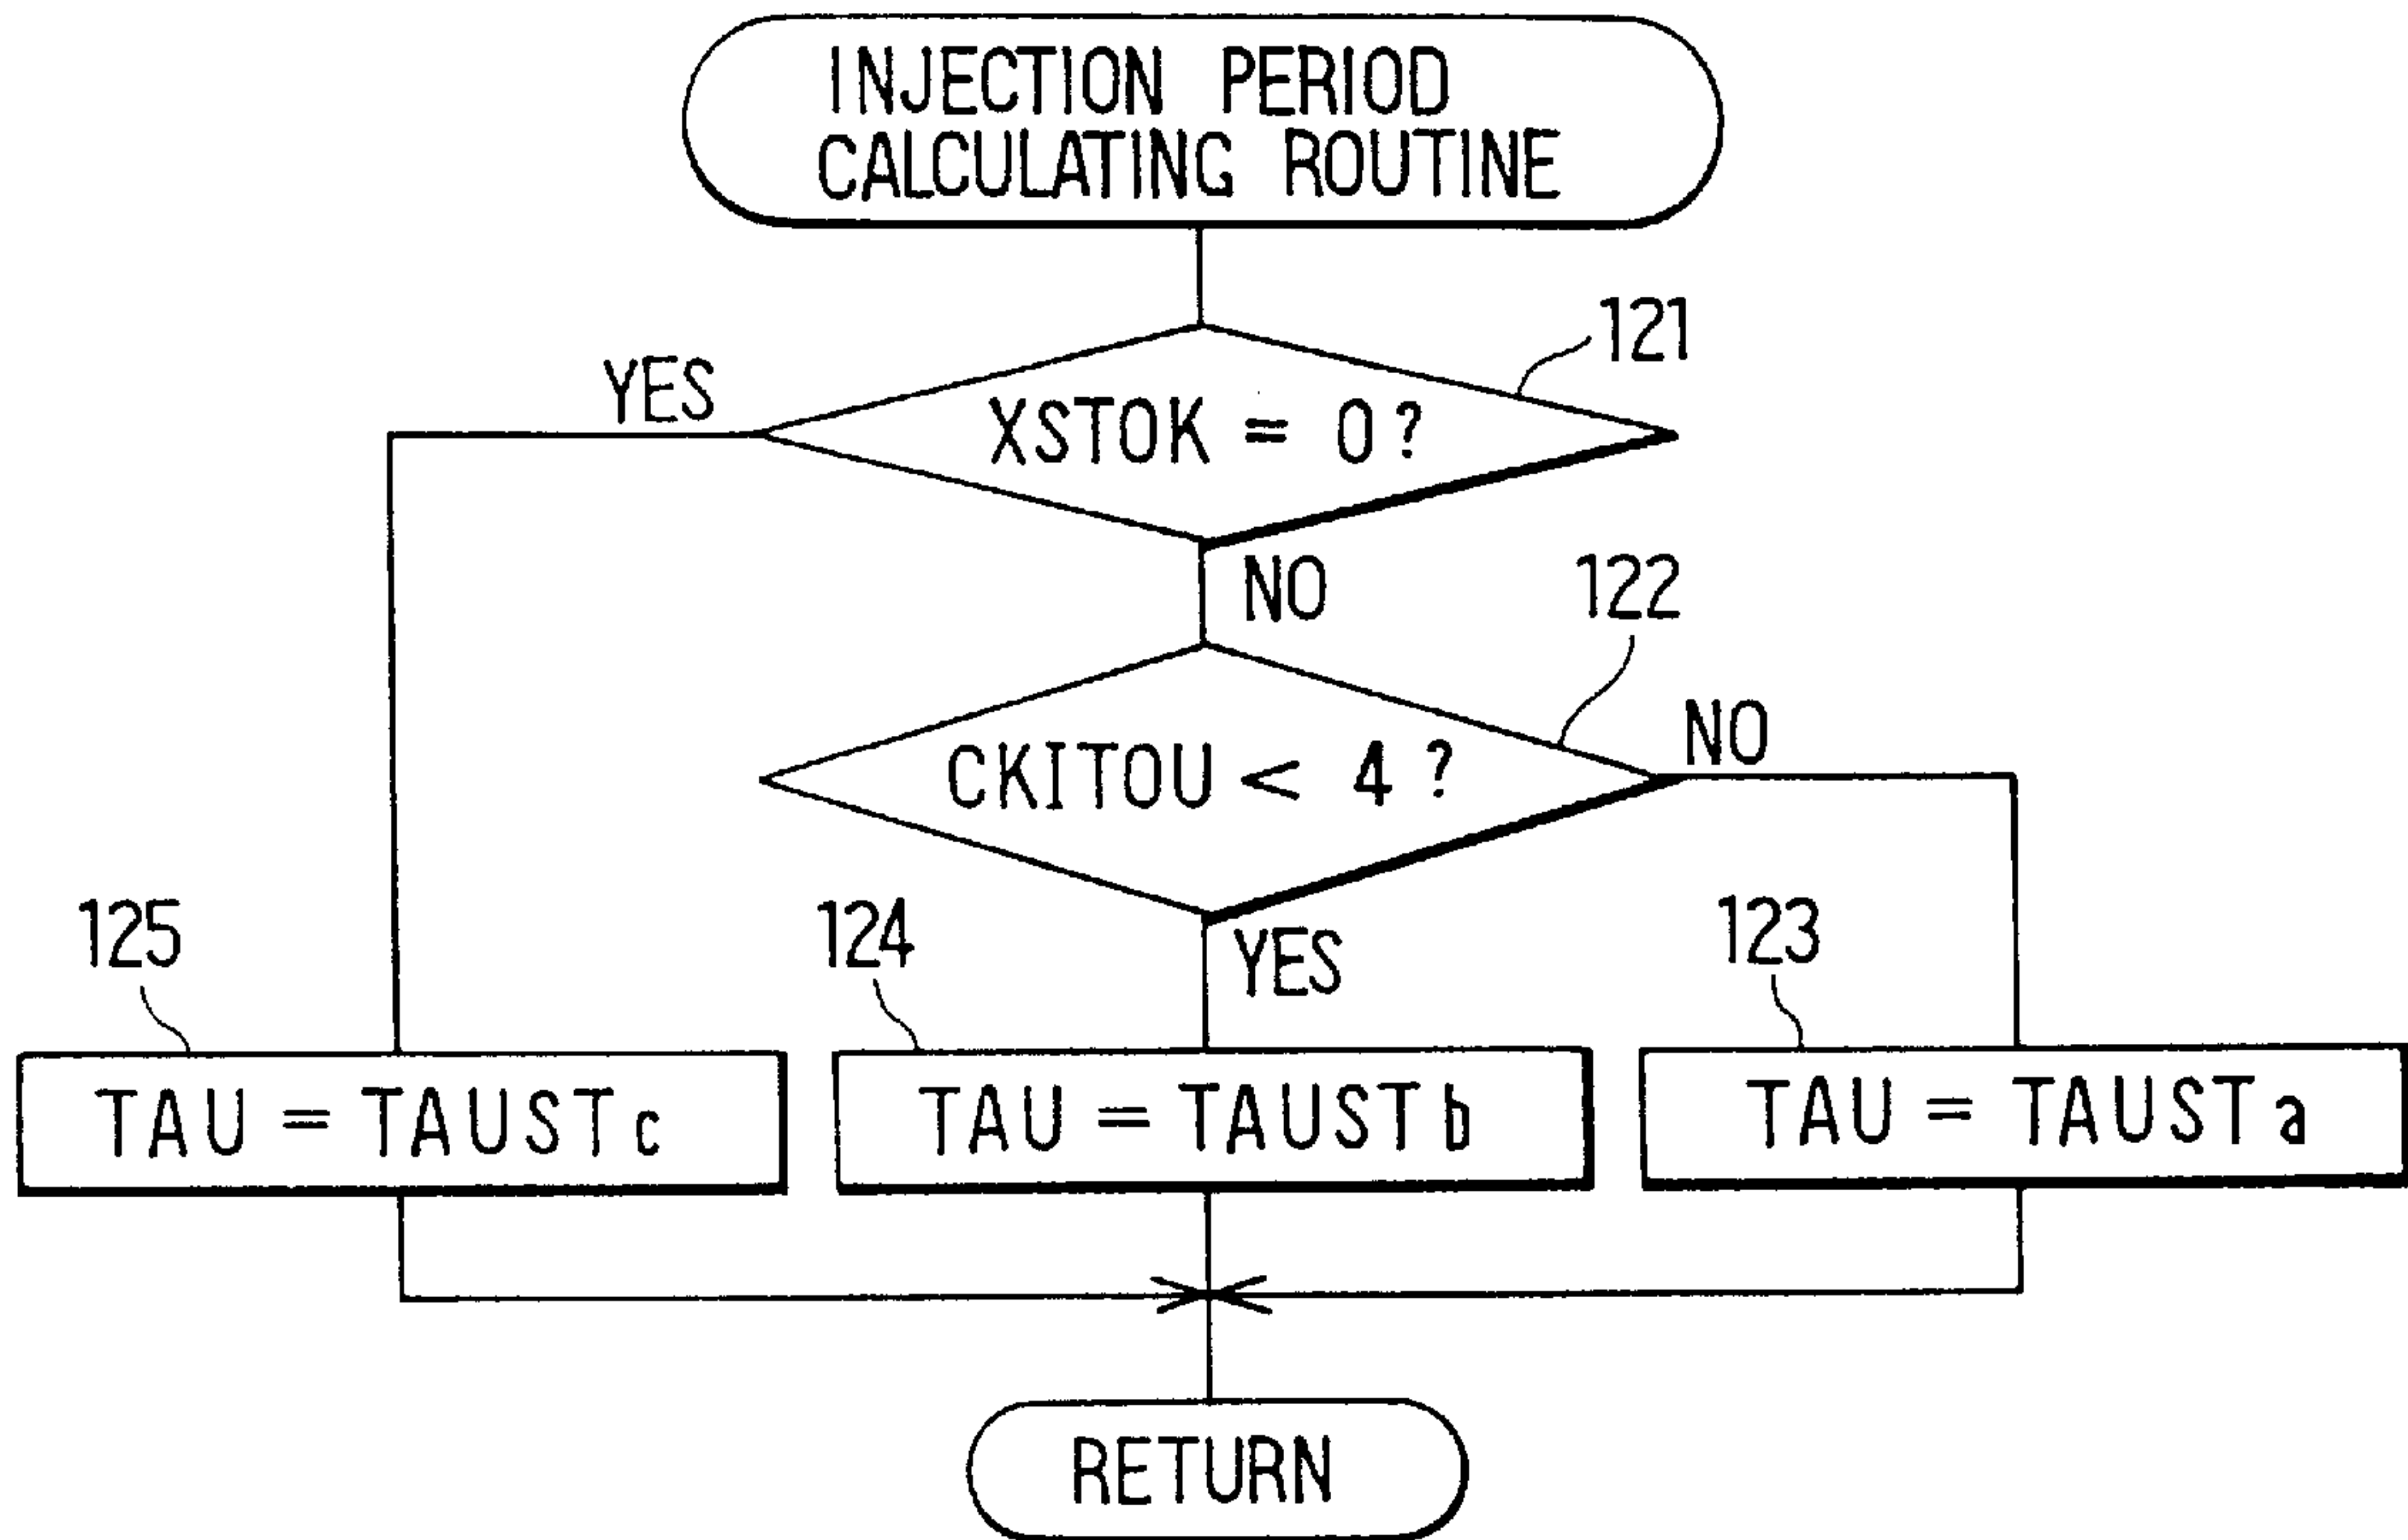 INJECTION PERIOD
CALCULATING ROUTINE
121
YES
XSTOK = 0?
NO
122
NO
CKITOU < 4?
125
124
YES
123
TAU = TAUSTc
TAU = TAUSTb
TAU = TAUSTa
RETURN